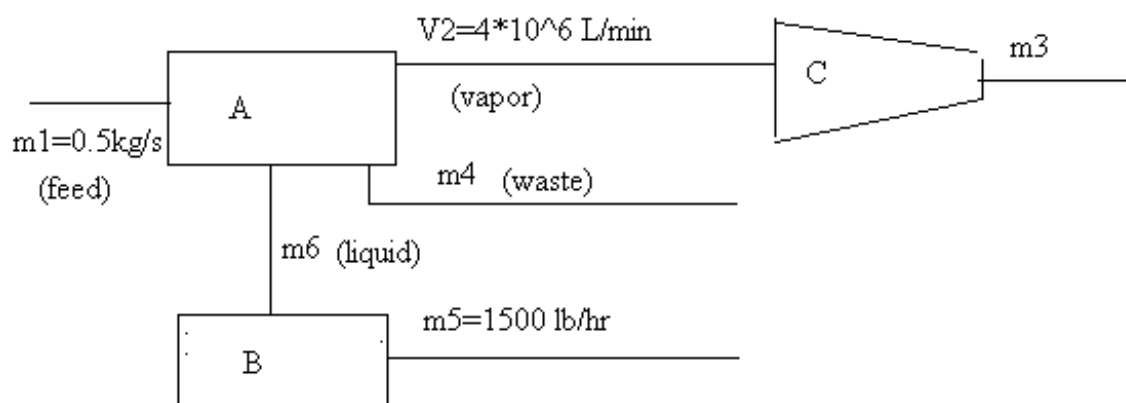 V2=4*10^6 L/min
m3
C
A
(vapor)
m1=0.5kg/s
(feed)
m4 (waste)
m6 (liquid)
m5=1500 lb/hr
B